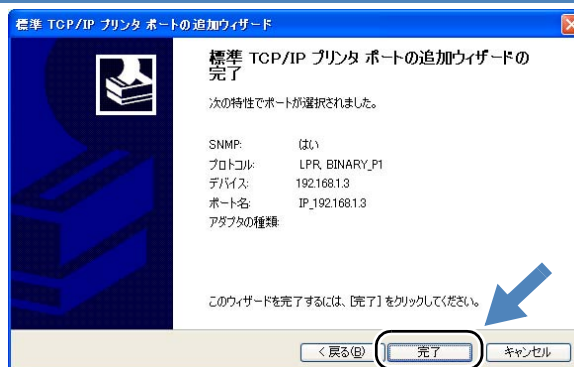 標準 TCP/IP プリンタ ポートの追加ウィザード
標準 TCP/IP プリンタ ポートの追加ウィザードの
完了
次の特性でポートが選択されました。
SNMP: はい
プロトコル: LPR, BINARY_P1
デバイス: 192.168.1.3
ポート名: IP_192.168.1.3
アダプタの種類:
このウィザードを完了するには、[完了] をクリックしてください。
< 戻る(B) 完了 キャンセル